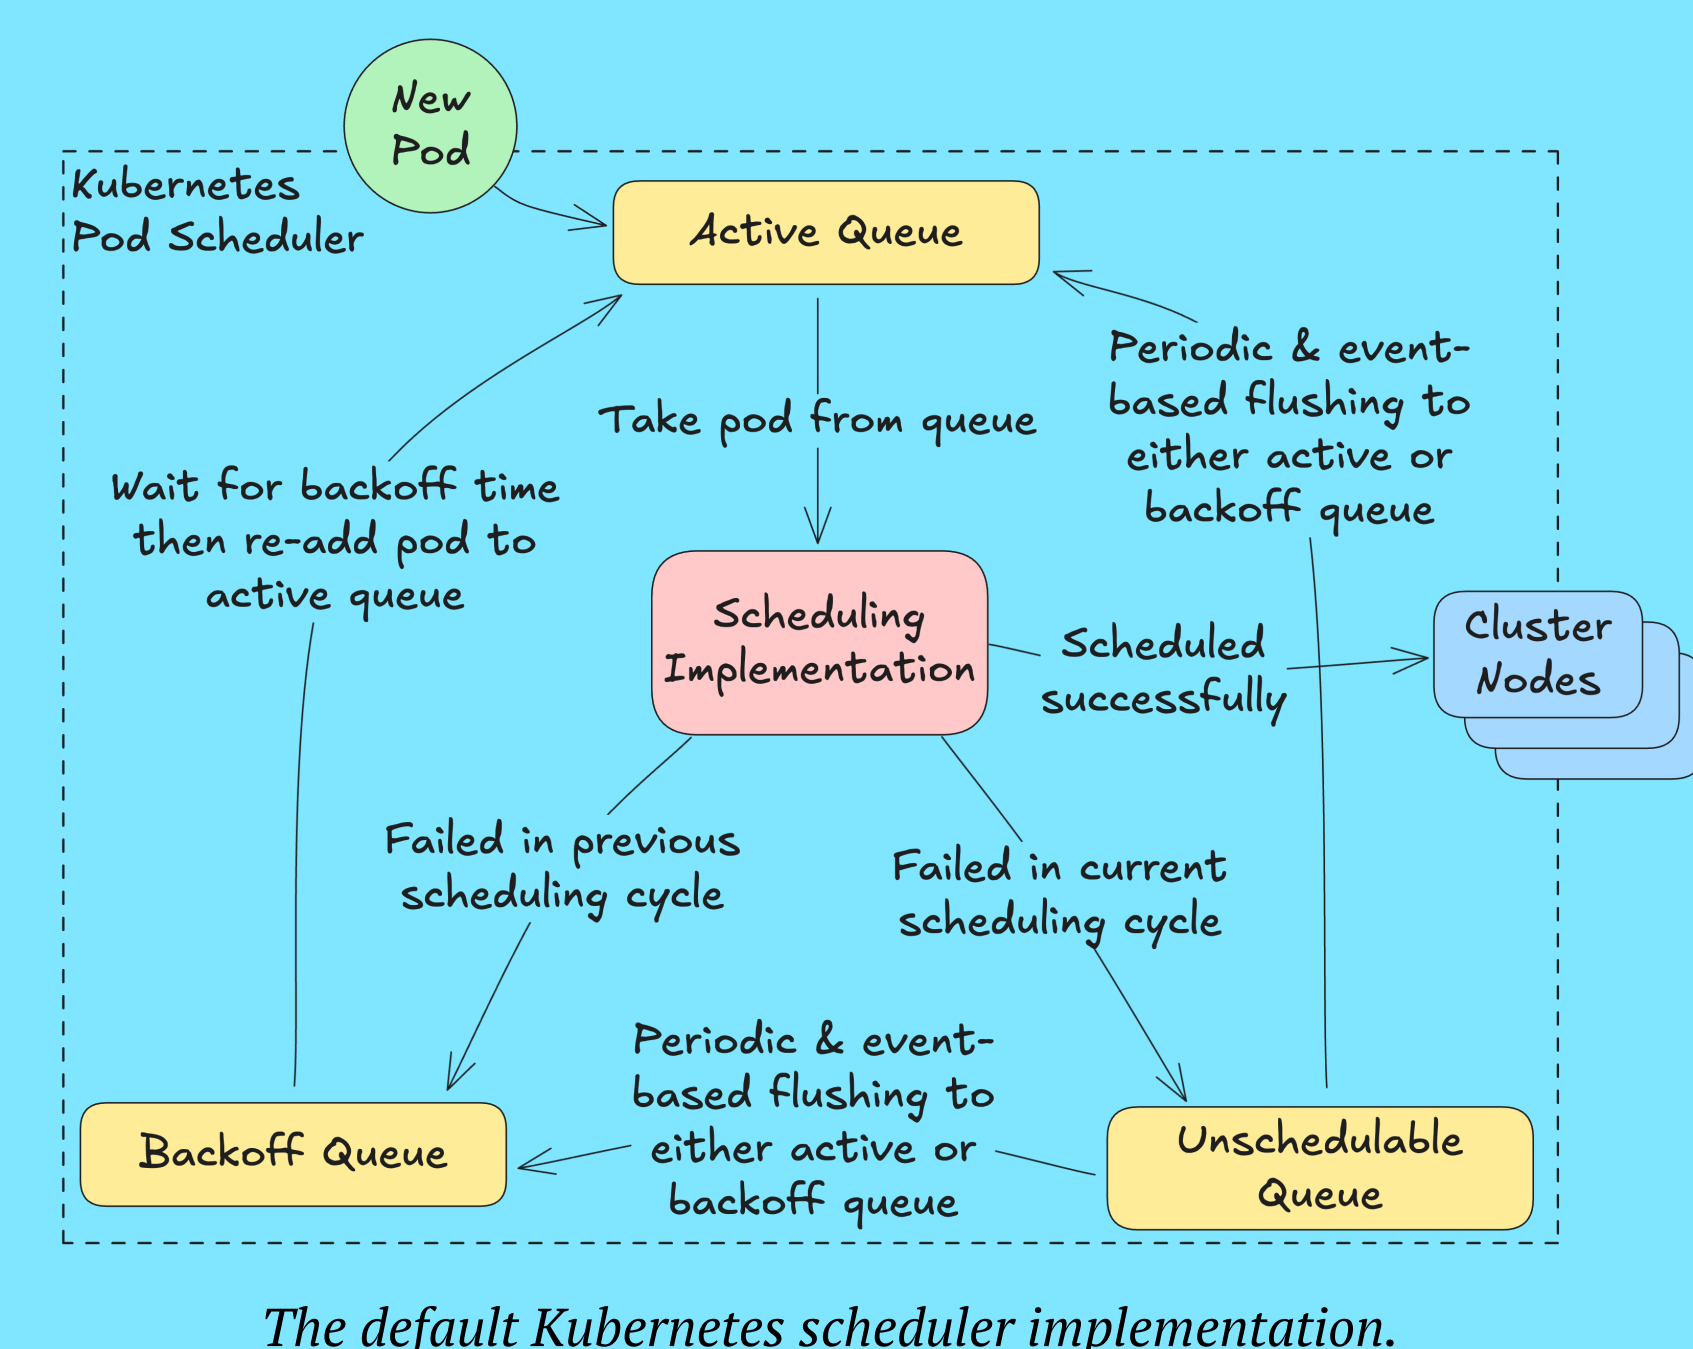 New
Pod
Kubernetes
Pod Scheduler
Active Queue
Periodic & event-
based flushing to
either active or
backoff queue
Take pod from queue
Wait for backoff time
then re-add pod to
active queue
Scheduling
Implementation
Scheduled
successfully
Cluster
Nodes
Failed in previous
scheduling cycle
Failed in current
scheduling cycle
Periodic & event-
based flushing to
either active or
backoff queue
Backoff Queue
Unschedulable
Queue
The default Kubernetes scheduler implementation.